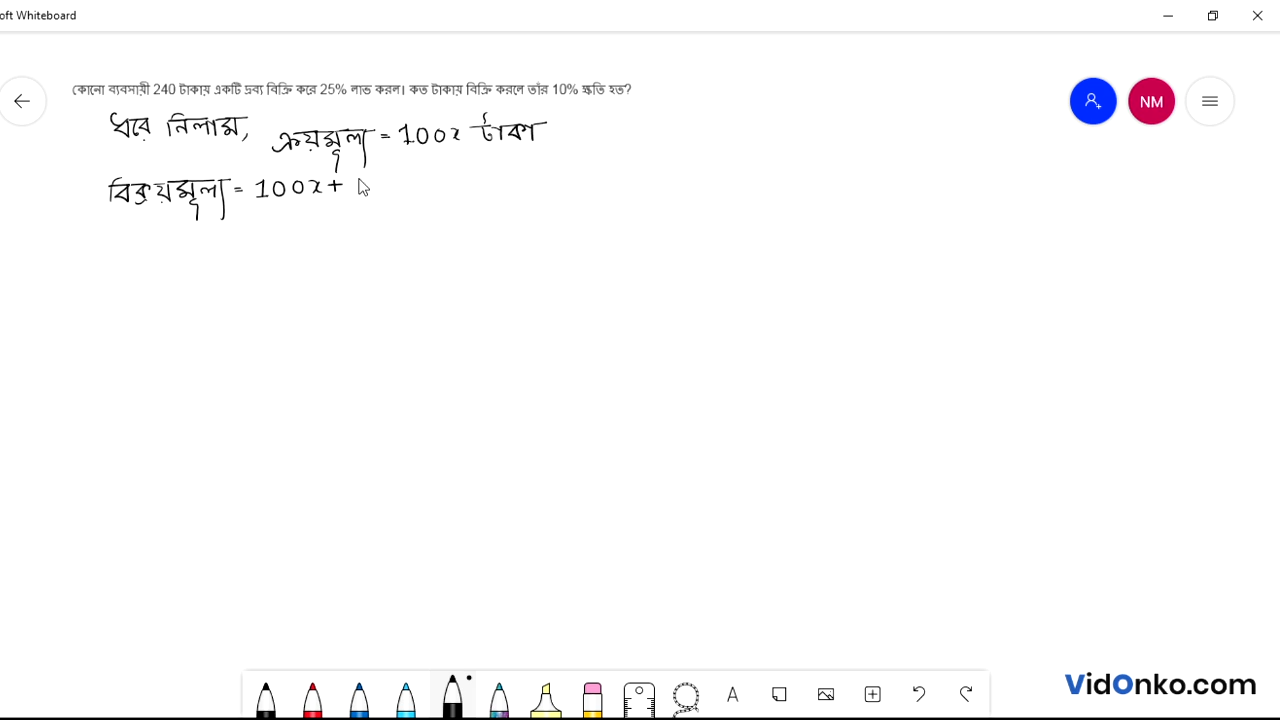 oft Whiteboard
কোনো ব্যবসায়ী 240 টাকায় একটি দ্রব্য বিক্রি করে 25% লাভ করল। কত টাকায় বিক্রি করলে তাঁর 10% ক্ষতি হত?
NM
ধরে নিলাম, ক্রয়মূল্য = 100x টাকা
বিক্রয়মূল্য = 100x +
A
VidOnko.com